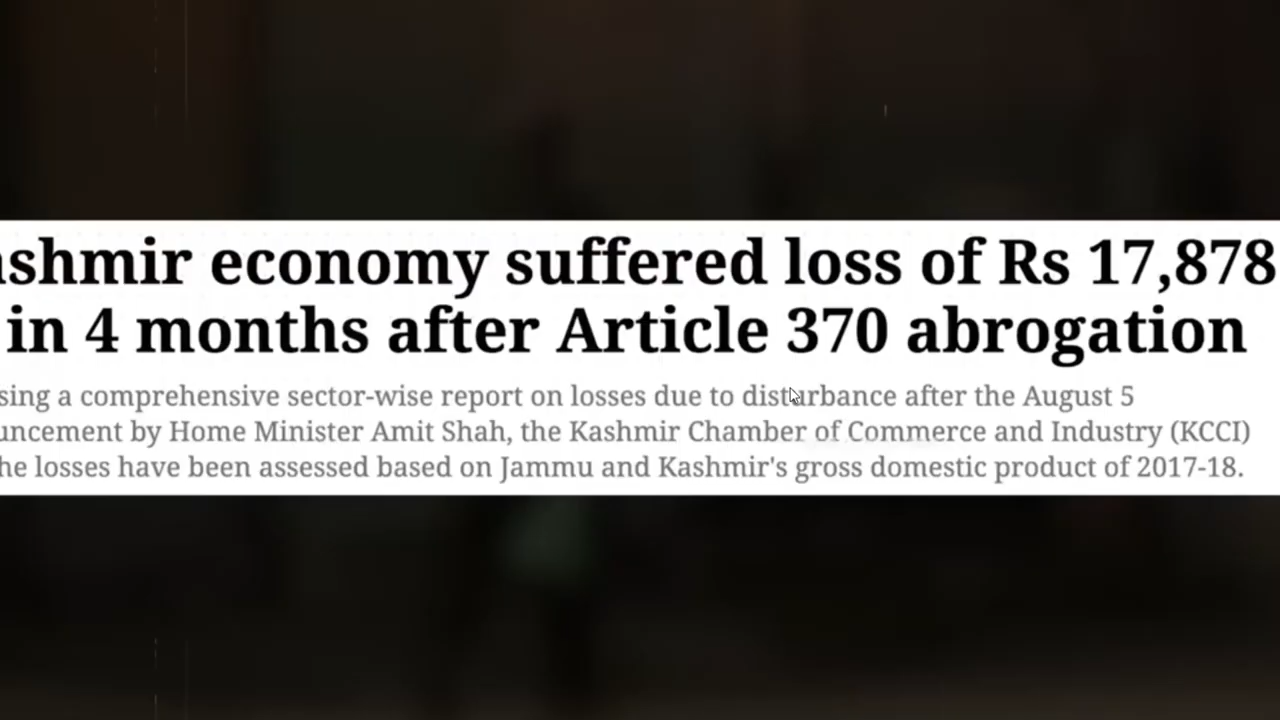 ashmir economy suffered loss of Rs 17,878
in 4 months after Article 370 abrogation
sing a comprehensive sector-wise report on losses due to disturbance after the August 5
uncement by Home Minister Amit Shah, the Kashmir Chamber of Commerce and Industry (KCCI)
he losses have been assessed based on Jammu and Kashmir's gross domestic product of 2017-18.